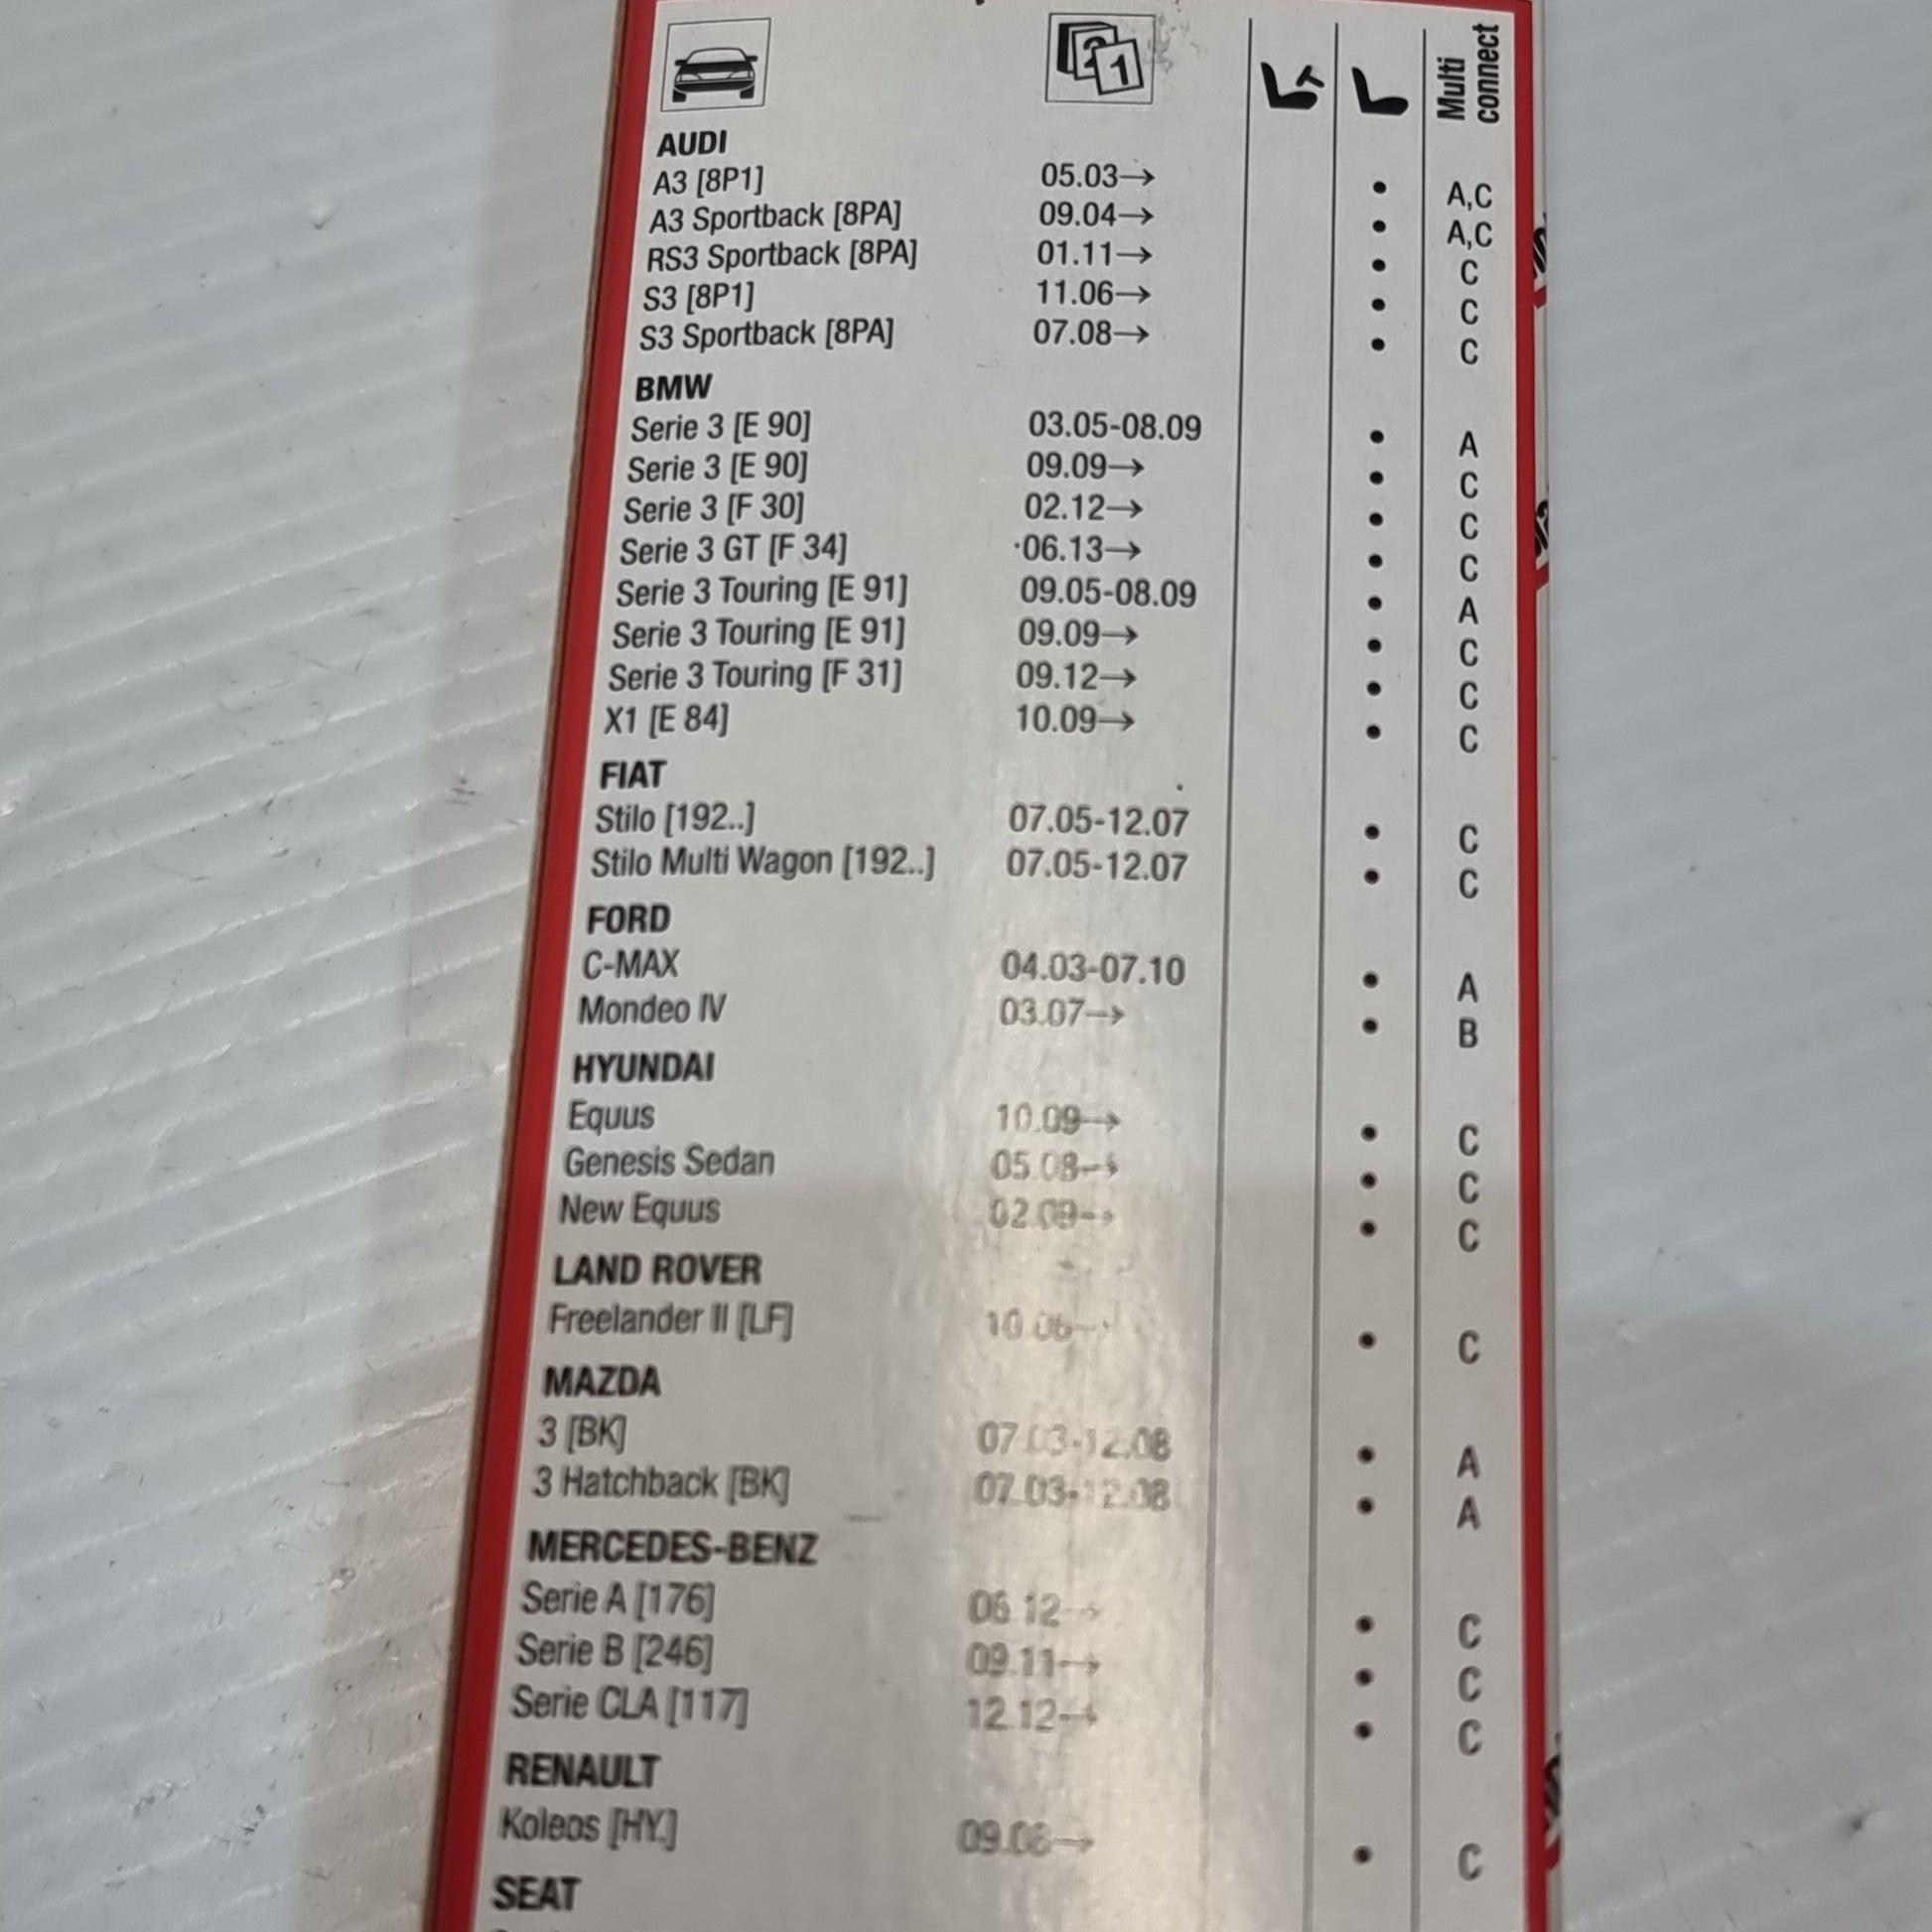 2 1 Multi connect
AUDI
A3 [8P1] 05.03→ • A,C
A3 Sportback [8PA] 09.04→ • A,C
RS3 Sportback [8PA] 01.11→ • C
S3 [8P1] 11.06→ • C
S3 Sportback [8PA] 07.08→ • C
BMW
Serie 3 [E 90] 03.05-08.09 • A
Serie 3 [E 90] 09.09→ • C
Serie 3 [F 30] 02.12→ • C
Serie 3 GT [F 34] 06.13→ • C
Serie 3 Touring [E 91] 09.05-08.09 • A
Serie 3 Touring [E 91] 09.09→ • C
Serie 3 Touring [F 31] 09.12→ • C
X1 [E 84] 10.09→ • C
FIAT
Stilo [192..] 07.05-12.07 • C
Stilo Multi Wagon [192..] 07.05-12.07 • C
FORD
C-MAX 04.03-07.10 • A
Mondeo IV 03.07→ • B
HYUNDAI
Equus 10.09→ • C
Genesis Sedan 05.08→ • C
New Equus 02.09→ • C
LAND ROVER
Freelander II [LF] 10.06→ • C
MAZDA
3 [BK] 07.03-12.08 • A
3 Hatchback [BK] 07.03-12.08 • A
MERCEDES-BENZ
Serie A [176] 06.12→ • C
Serie B [246] 09.11→ • C
Serie CLA [117] 12.12→ • C
RENAULT
Koleos [HY.] 09.08→ • C
SEAT